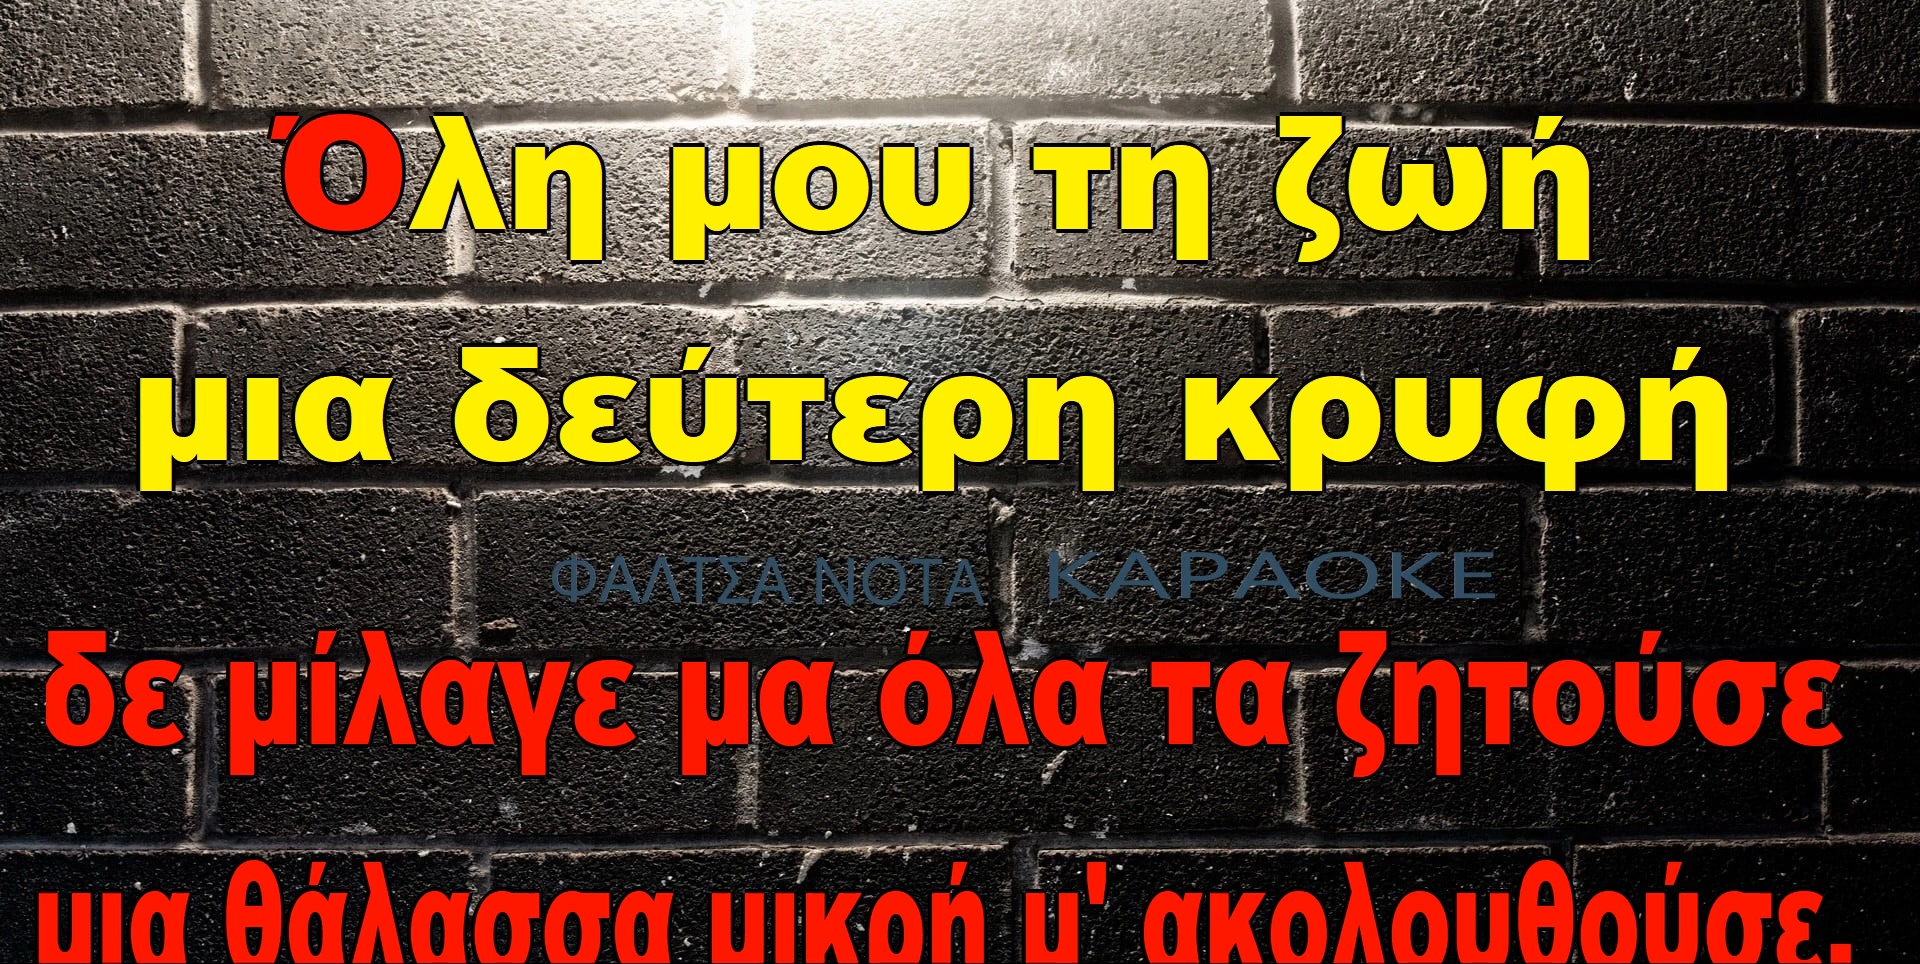 Όλη μου τη ζωή
μια δεύτερη κρυφή
ΦΑΛΤΣΑ ΝΟΤΑ ΚΑΡΑΟΚΕ
δε μίλαγε μα όλα τα ζητούσε
μια θάλασσα μικρή μ' ακολουθούσε.